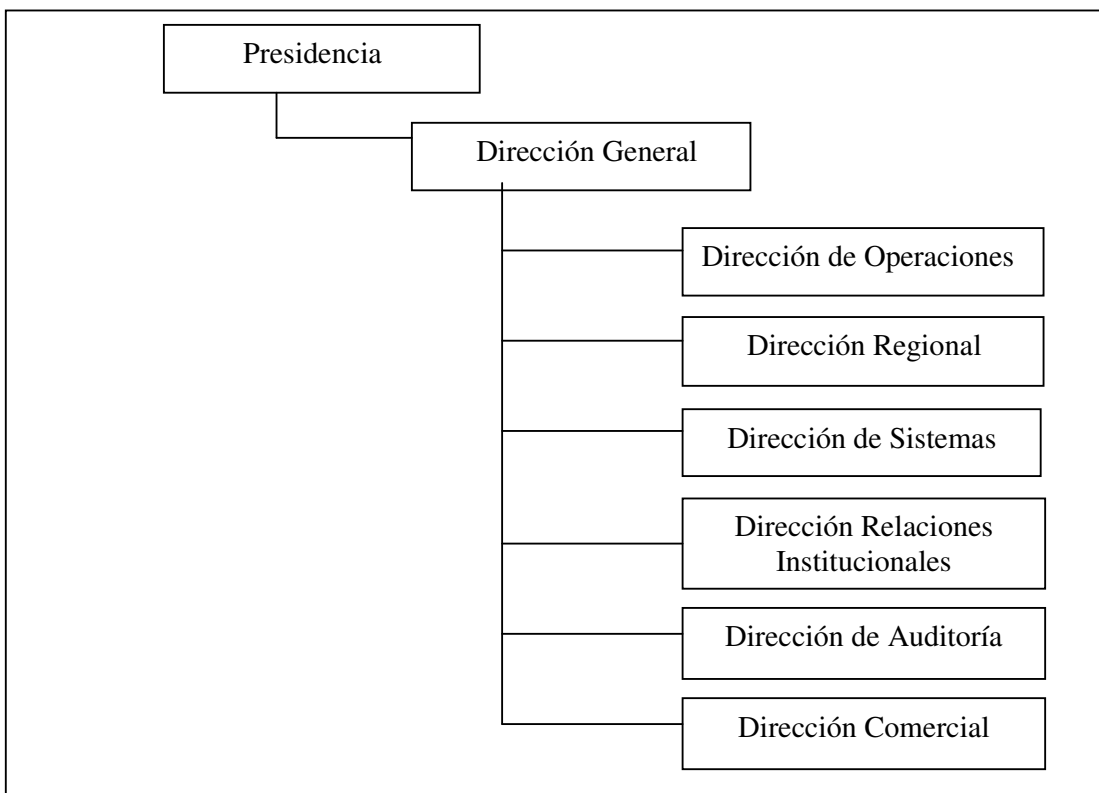 Presidencia
Dirección General
Dirección de Operaciones
Dirección Regional
Dirección de Sistemas
Dirección Relaciones
Institucionales
Dirección de Auditoría
Dirección Comercial